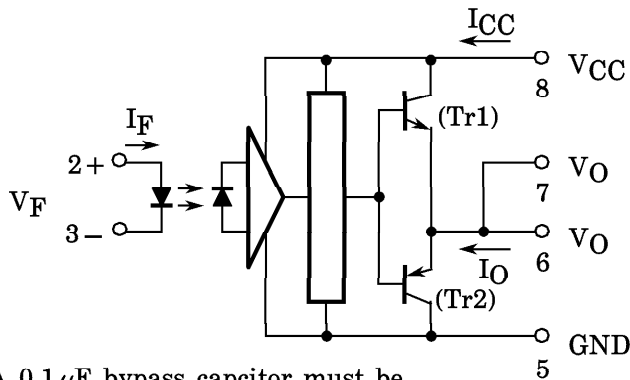 ICC
VCC
8
(Tr1)
IF
2+
VO
7
VF
3−
VO
6
IO
(Tr2)
GND
5
0.1μF bypass capcitor must be